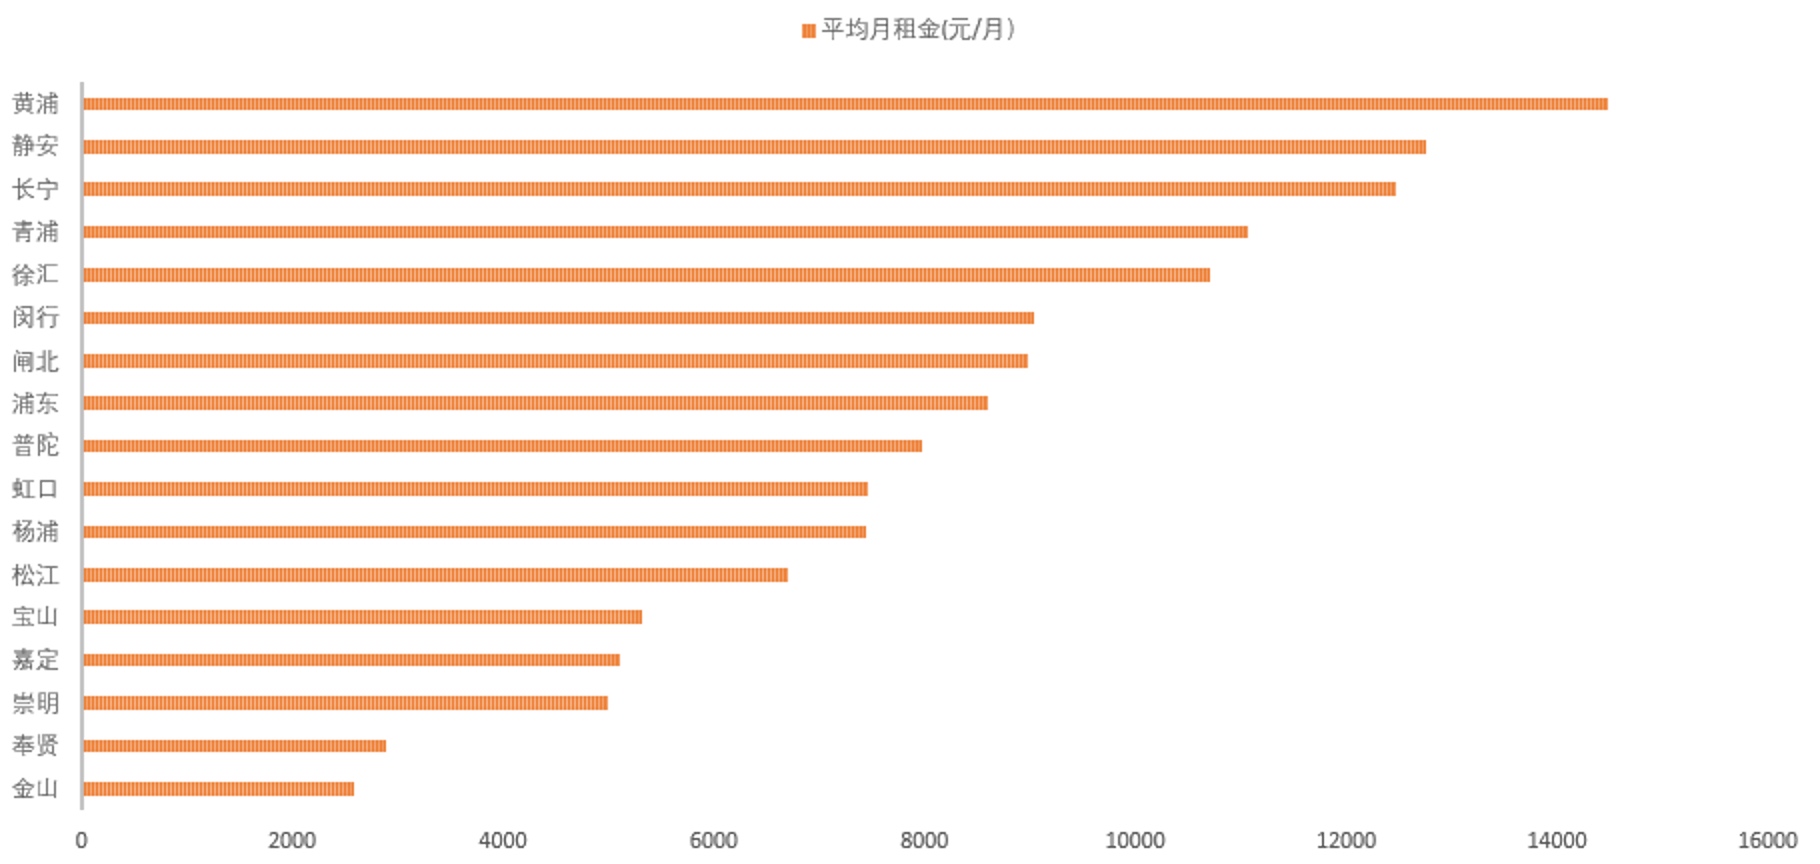 平均月租金(元/月)
黄浦
静安
长宁
青浦
徐汇
闵行
闸北
浦东
普陀
虹口
杨浦
松江
宝山
嘉定
崇明
奉贤
金山
0 2000 4000 6000 8000 10000 12000 14000 16000